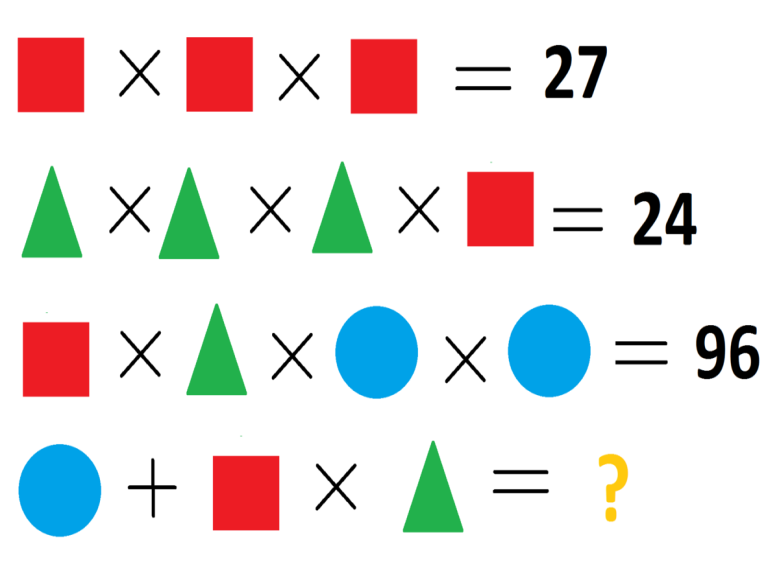 × × = 27
× × × = 24
× × × = 96
+ × = ?